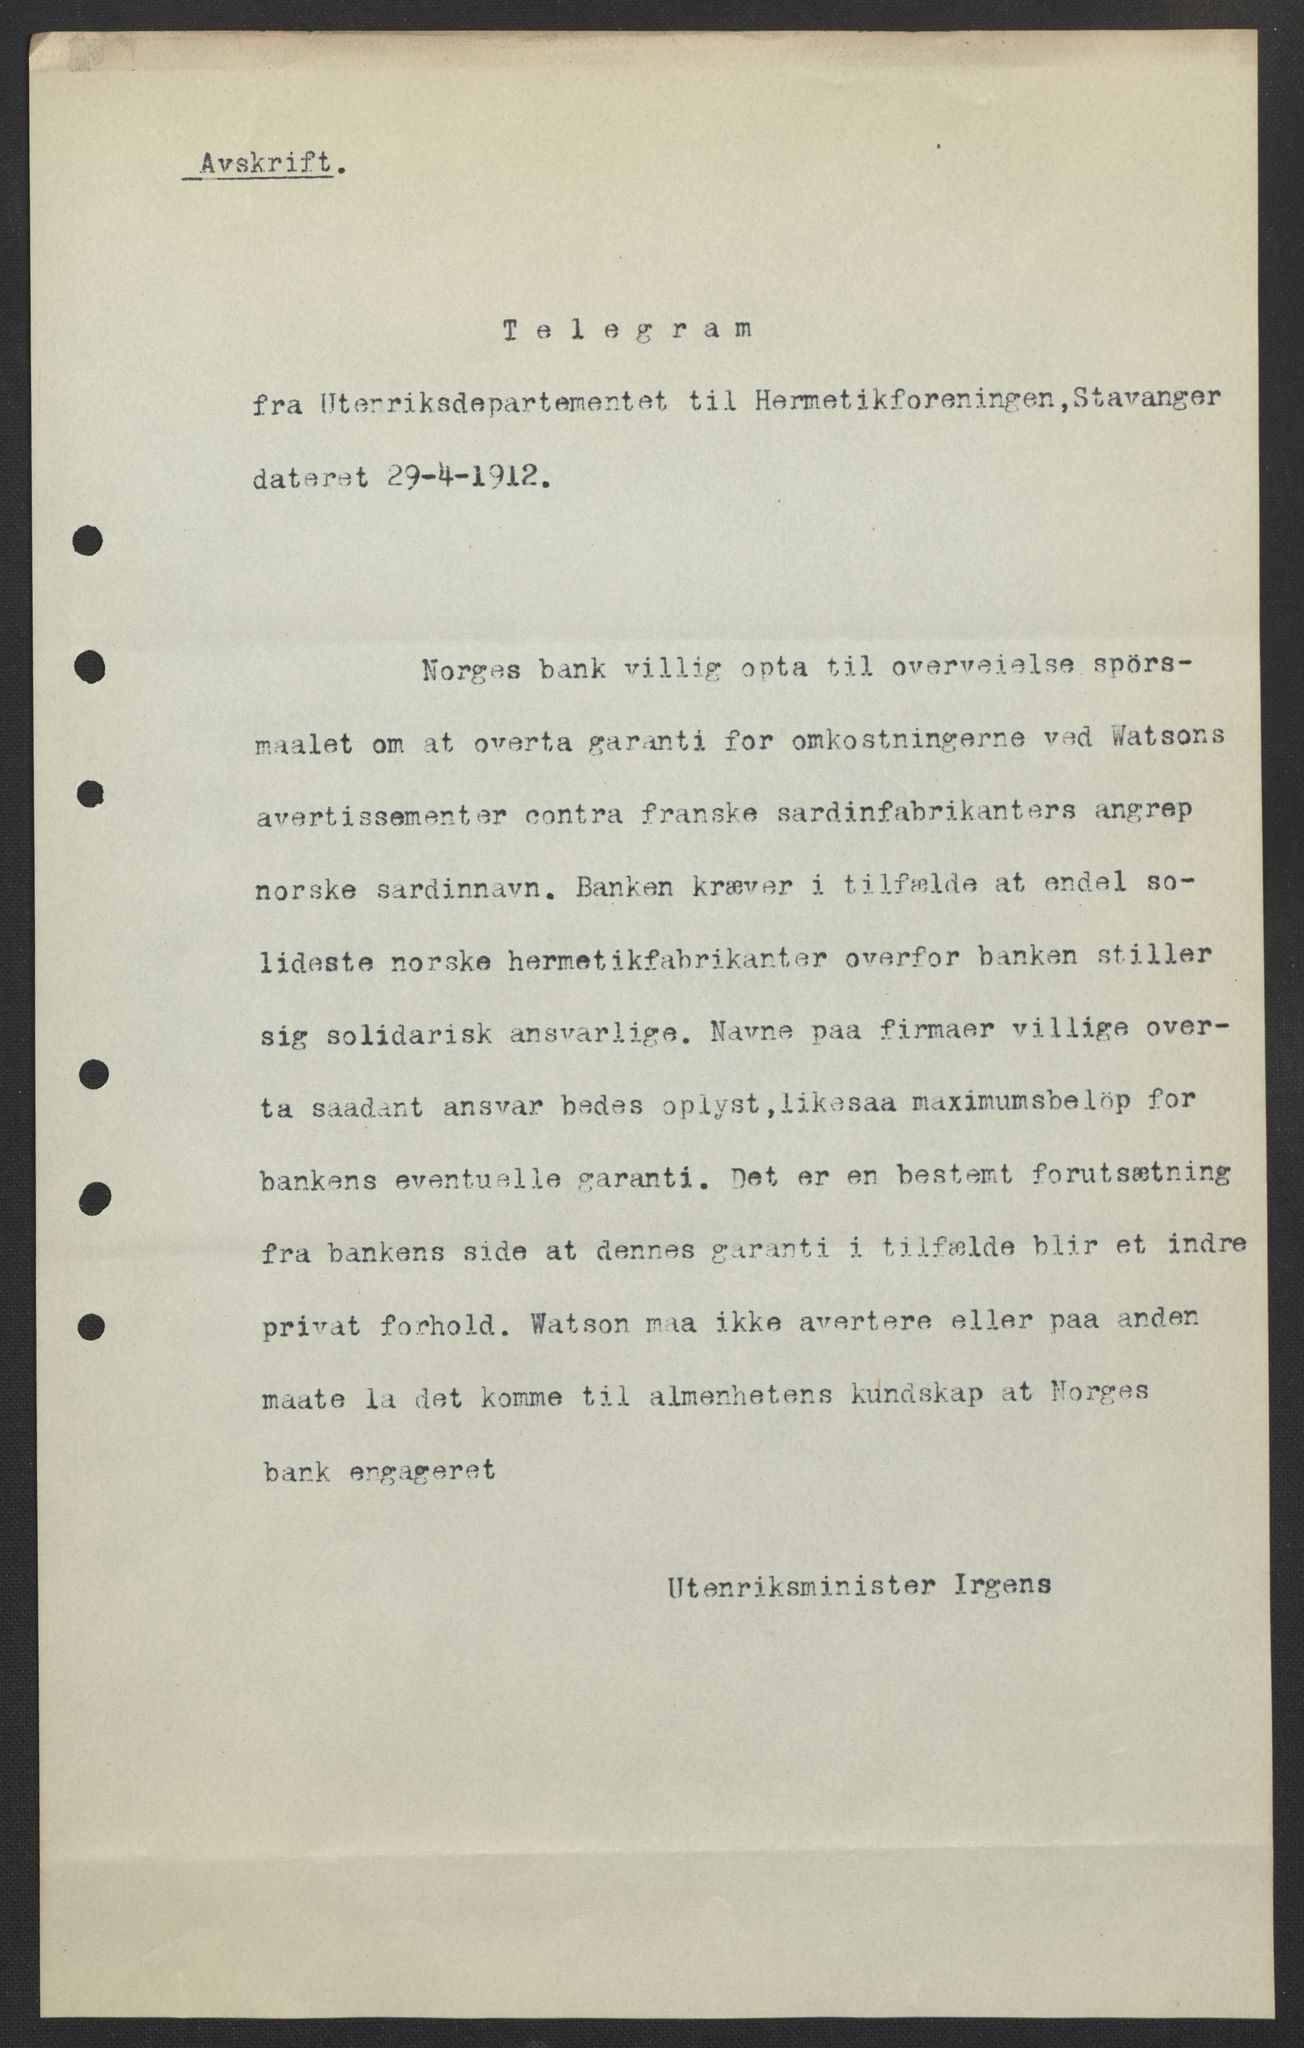 Avskrift.
Telegram
fra Utenriksdepartementet til Hermetikforeningen,Stavanger
dateret 29-4-1912.
Norges bank villig opta til overveielse spörs-
maalet om at overta garanti for omkostningerne ved Watsons
avertissementer contra franske sardinfabrikanters angrep
norske sardinnavn. Banken kræver i tilfælde at endel so-
lideste norske hermetikfabrikanter overfor banken stiller
sig solidarisk ansvarlige. Navne paa firmaer villige over-
ta saadant ansvar bedes oplyst,likesaa maximumsbelöp for
bankens eventuelle garanti. Det er en bestemt forutsætning
fra bankens side at dennes garanti i tilfælde blir et indre
privat forhold. Watson maa ikke avertere eller paa anden
maate la det komme til almenhetens kundskap at Norges
bank engageret
Utenriksminister Irgens